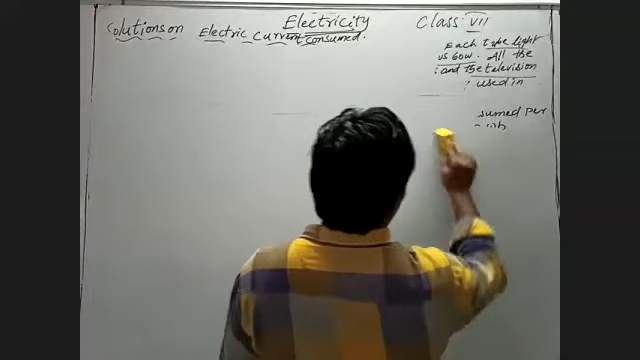 Electricity
Class VII
Solutions on Electric Current consumed.
Each tube light
us 60W. All the
and the television
used in
sumed per